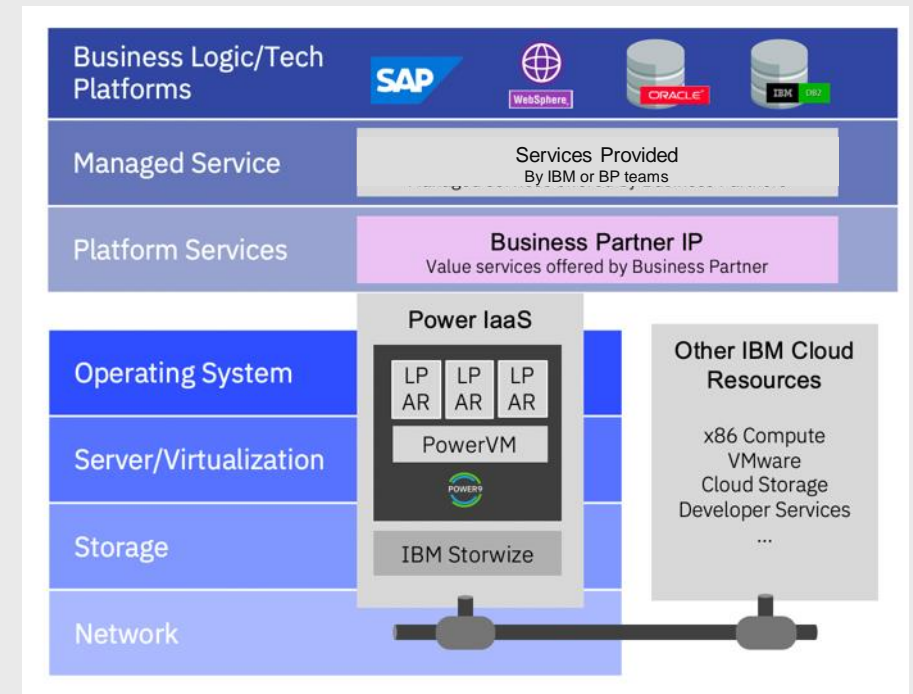 Business Logic/Tech
Platforms
SAP
WebSphere.
ORACLE
IBM DB2
Managed Service
Services Provided
By IBM or BP teams
Platform Services
Business Partner IP
Value services offered by Business Partner
Power IaaS
Operating System
LP LP LP
AR AR AR
Server/Virtualization
PowerVM
POWER9
Storage
IBM Storwize
Network
Other IBM Cloud
Resources
x86 Compute
VMware
Cloud Storage
Developer Services
...